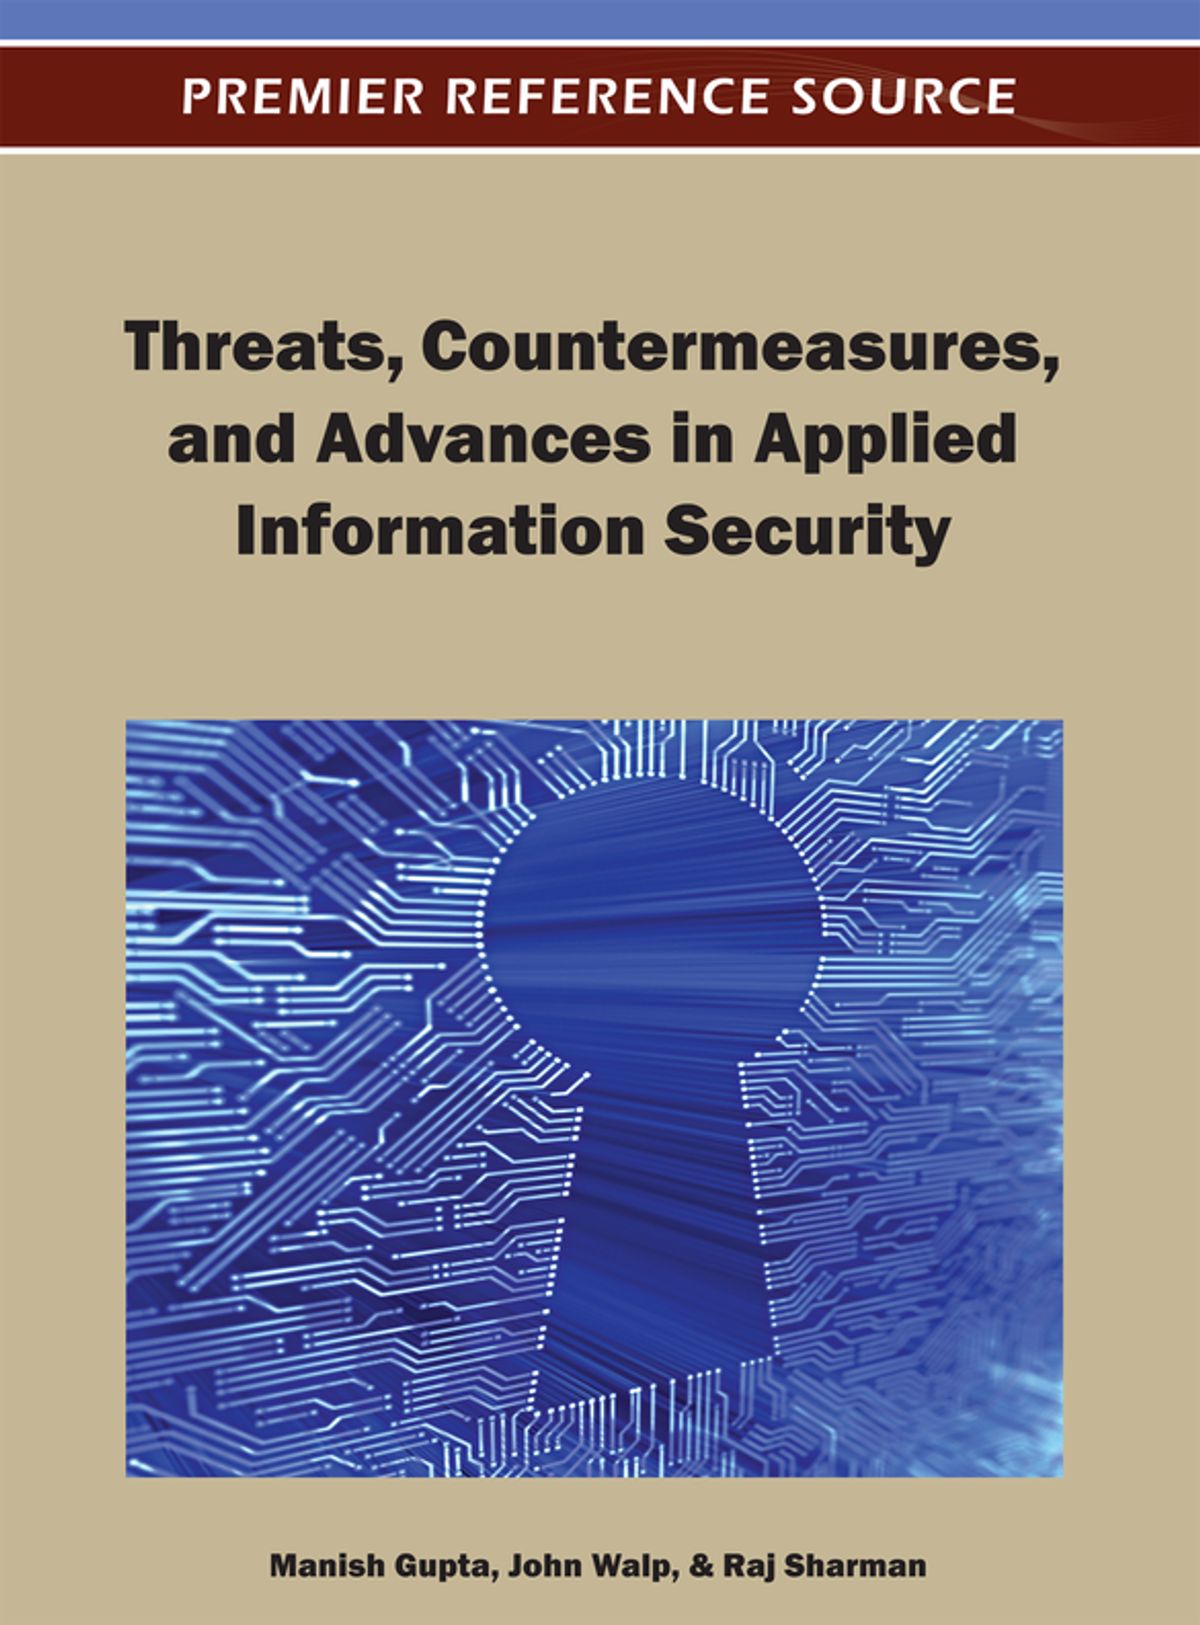 PREMIER REFERENCE SOURCE
Threats, Countermeasures,
and Advances in Applied
Information Security
Manish Gupta, John Walp, & Raj Sharman